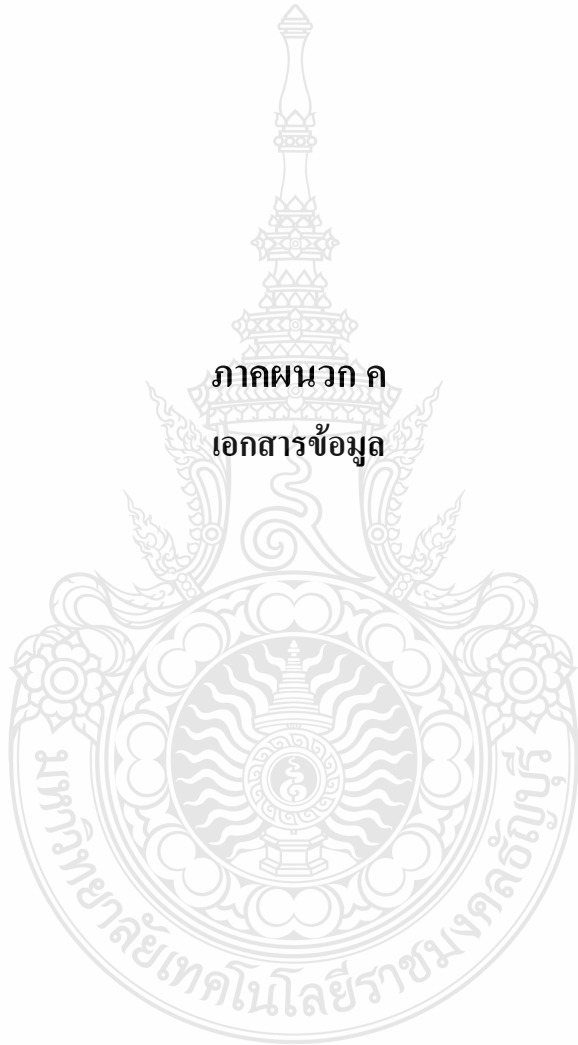 ภาคผนวก ค
เอกสารข้อมูล
มหาวิทยาลัยเทคโนโลยีราชมงคลธัญบุรี